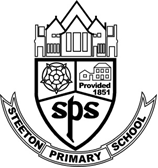 Provided
1851
sps
STEETON PRIMARY SCHOOL